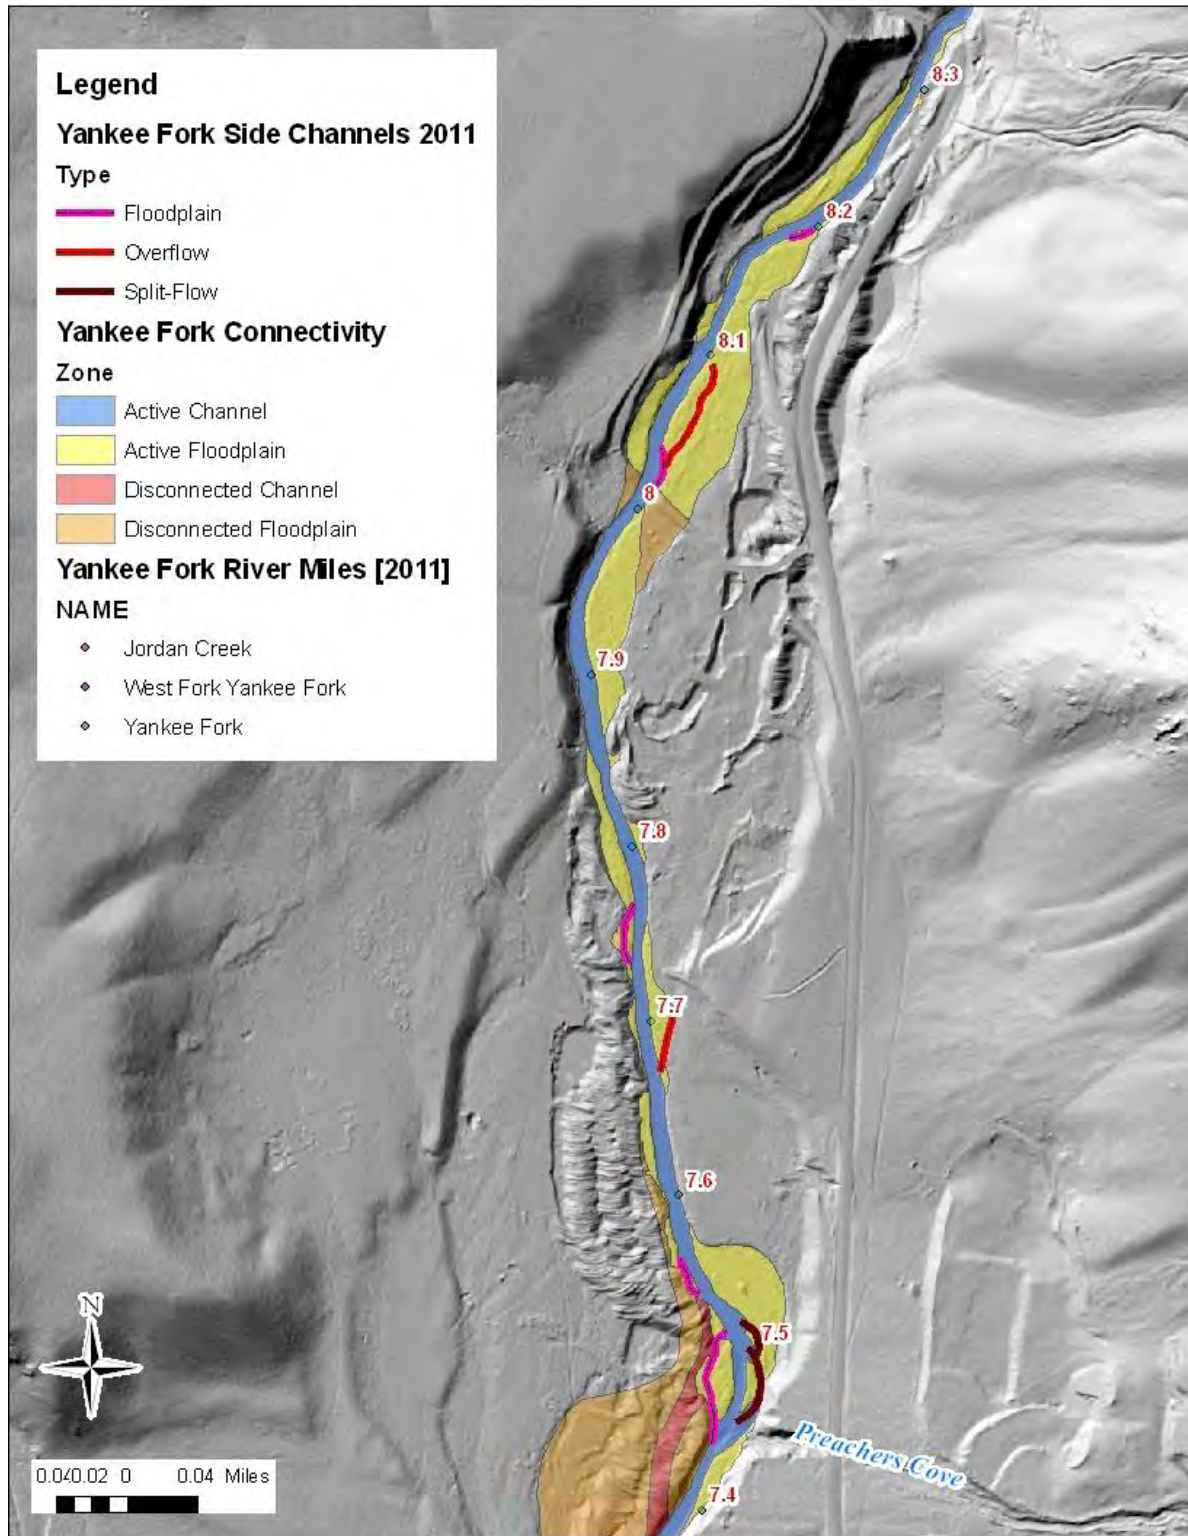 Legend
Yankee Fork Side Channels 2011
Type
Floodplain
Overflow
Split-Flow
Yankee Fork Connectivity
Zone
Active Channel
Active Floodplain
Disconnected Channel
Disconnected Floodplain
Yankee Fork River Miles [2011]
NAME
Jordan Creek
West Fork Yankee Fork
Yankee Fork
8.3
8.2
8.1
8
7.9
7.8
7.7
7.6
7.5
7.4
Preachers Cove
N
0.040.02 0 0.04 Miles